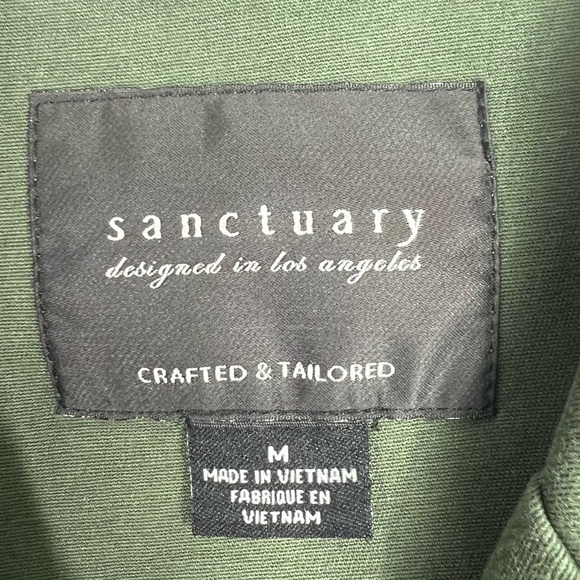 sanctuary
designed in los angeles
CRAFTED & TAILORED
M
MADE IN VIETNAM
FABRIQUE EN
VIETNAM